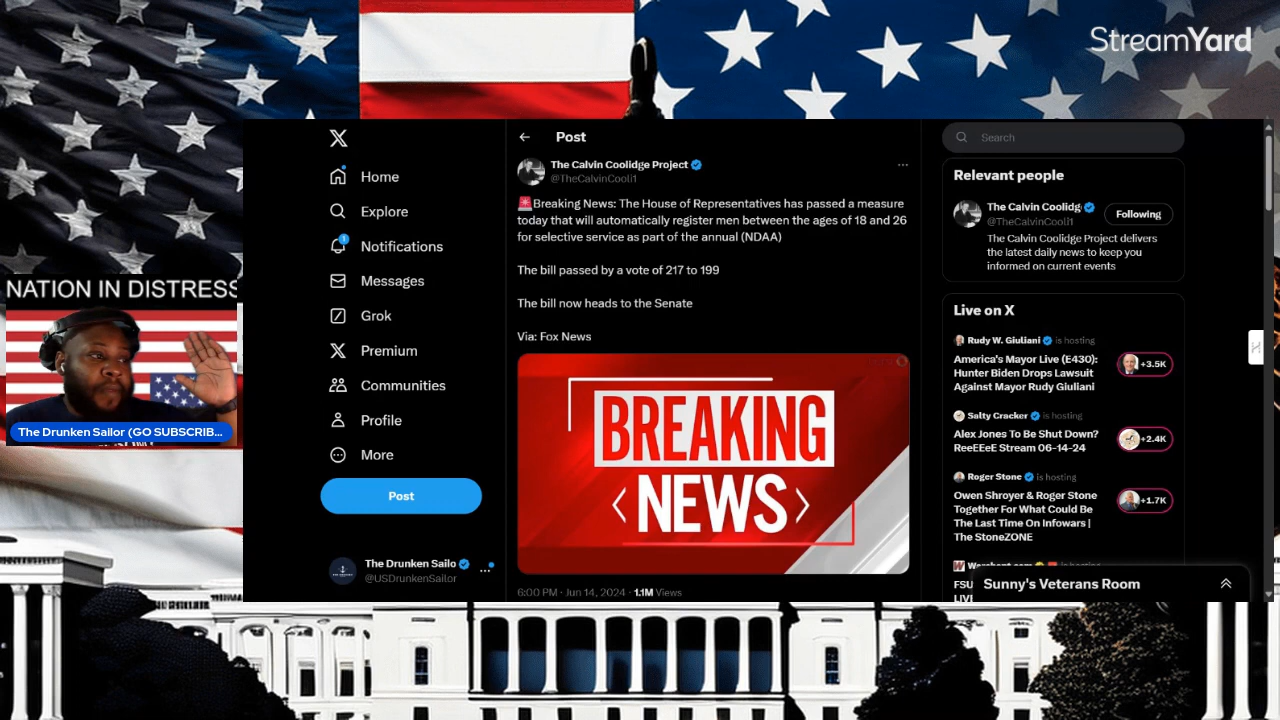 StreamYard
NATION IN DISTRESS
The Drunken Sailor (GO SUBSCRIB...
Home
Explore
1
Notifications
Messages
Grok
Premium
Communities
Profile
More
Post
The Drunken Sailo
@USDrunkenSailor
Post
The Calvin Coolidge Project
@TheCalvinCooli1
Breaking News: The House of Representatives has passed a measure
today that will automatically register men between the ages of 18 and 26
for selective service as part of the annual (NDAA)
The bill passed by a vote of 217 to 199
The bill now heads to the Senate
Via: Fox News
BREAKING
NEWS
6:00 PM · Jun 14, 2024 · 1.1M Views
Search
Relevant people
The Calvin Coolidg
@TheCalvinCooli1
Following
The Calvin Coolidge Project delivers
the latest daily news to keep you
informed on current events
Live on X
Rudy W. Giuliani is hosting
America's Mayor Live (E430):
Hunter Biden Drops Lawsuit
Against Mayor Rudy Giuliani
+3.5K
Salty Cracker is hosting
Alex Jones To Be Shut Down?
ReeEEeE Stream 06-14-24
+2.4K
Roger Stone is hosting
Owen Shroyer & Roger Stone
Together For What Could Be
The Last Time On Infowars |
The StoneZONE
+1.7K
Sunny's Veterans Room